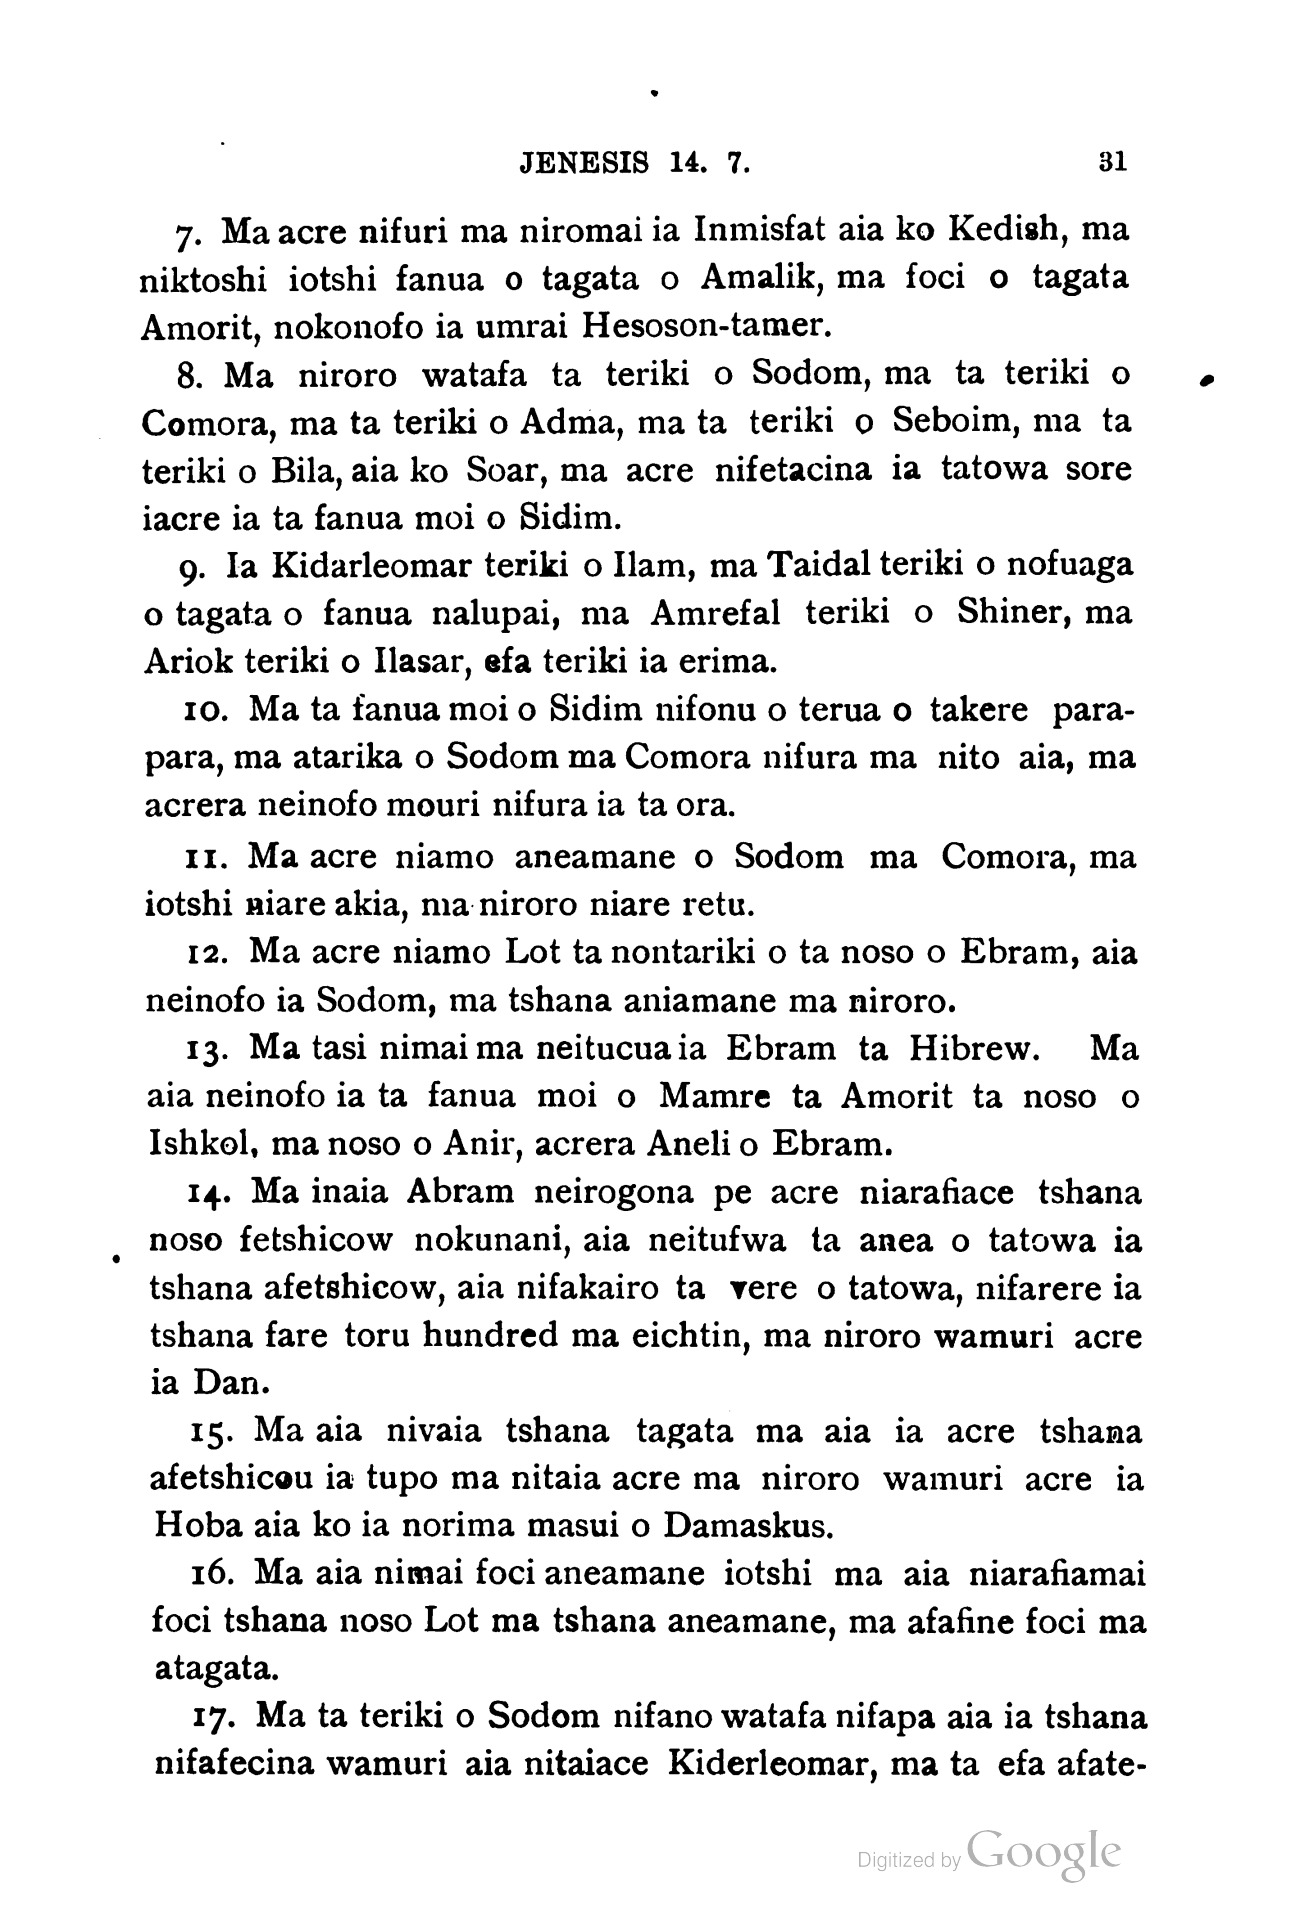 JENESIS 14. 7. 31
7. Ma acre nifuri ma niromai ia Inmisfat aia ko Kedish, ma
niktoshi iotshi fanua o tagata o Amalik, ma foci o tagata
Amorit, nokonofo ia umrai Hesoson-tamer.
8. Ma niroro watafa ta teriki o Sodom, ma ta teriki o
Comora, ma ta teriki o Adma, ma ta teriki o Seboim, ma ta
teriki o Bila, aia ko Soar, ma acre nifetacina ia tatowa sore
iacre ia ta fanua moi o Sidim.
9. Ia Kidarleomar teriki o Ilam, ma Taidal teriki o nofuaga
o tagata o fanua nalupai, ma Amrefal teriki o Shiner, ma
Ariok teriki o Ilasar, efa teriki ia erima.
10. Ma ta fanua moi o Sidim nifonu o terua o takere para-
para, ma atarika o Sodom ma Comora nifura ma nito aia, ma
acrera neinofo mouri nifura ia ta ora.
11. Ma acre niamo aneamane o Sodom ma Comora, ma
iotshi niare akia, ma niroro niare retu.
12. Ma acre niamo Lot ta nontariki o ta noso o Ebram, aia
neinofo ia Sodom, ma tshana aniamane ma niroro.
13. Ma tasi nimai ma neitucua ia Ebram ta Hibrew. Ma
aia neinofo ia ta fanua moi o Mamre ta Amorit ta noso o
Ishkol, ma noso o Anir, acrera Aneli o Ebram.
14. Ma inaia Abram neirogona pe acre niarafiace tshana
noso fetshicow nokunani, aia neitufwa ta anea o tatowa ia
tshana afetshicow, aia nifakairo ta vere o tatowa, nifarere ia
tshana fare toru hundred ma eichtin, ma niroro wamuri acre
ia Dan.
15. Ma aia nivaia tshana tagata ma aia ia acre tshana
afetshicou ia tupo ma nitaia acre ma niroro wamuri acre ia
Hoba aia ko ia norima masui o Damaskus.
16. Ma aia nimai foci aneamane iotshi ma aia niarafiamai
foci tshana noso Lot ma tshana aneamane, ma afafine foci ma
atagata.
17. Ma ta teriki o Sodom nifano watafa nifapa aia ia tshana
nifafecina wamuri aia nitaiace Kiderleomar, ma ta efa afate-
Digitized by Google